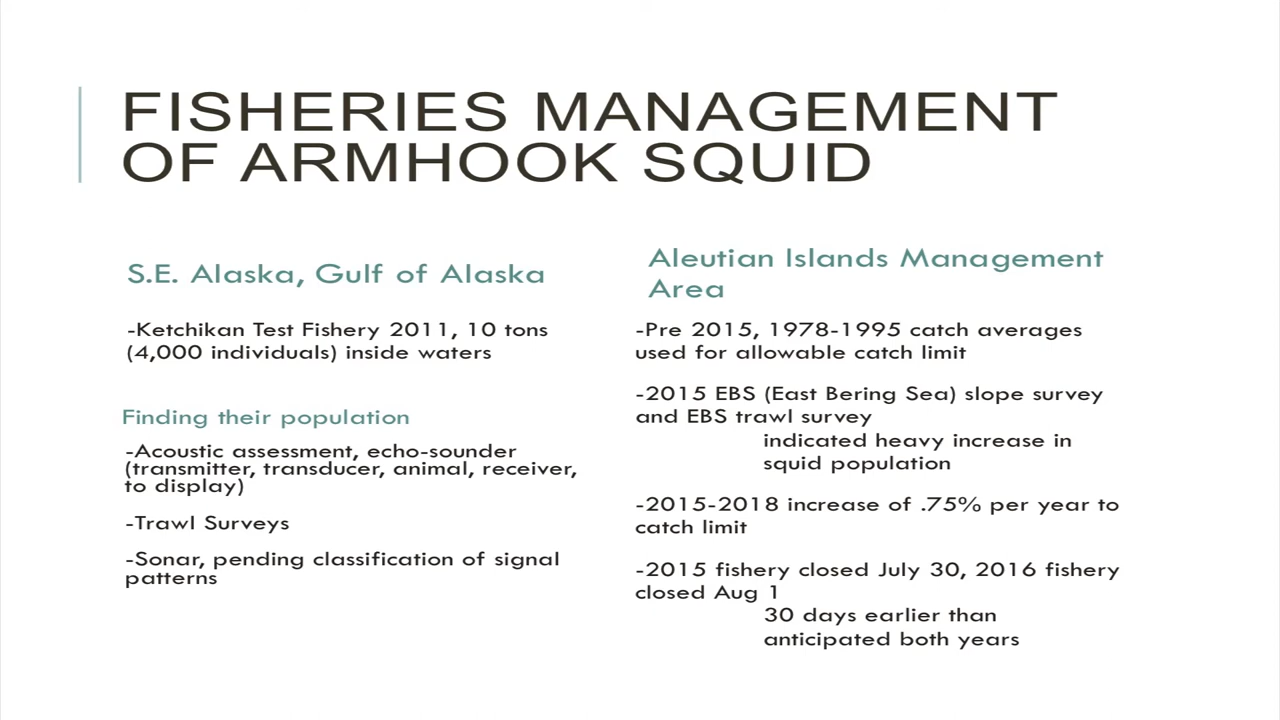 FISHERIES MANAGEMENT
OF ARMHOOK SQUID
S.E. Alaska, Gulf of Alaska
-Ketchikan Test Fishery 2011, 10 tons
(4,000 individuals) inside waters
Finding their population
-Acoustic assessment, echo-sounder
(transmitter, transducer, animal, receiver,
to display)
-Trawl Surveys
-Sonar, pending classification of signal
patterns
Aleutian Islands Management
Area
-Pre 2015, 1978-1995 catch averages
used for allowable catch limit
-2015 EBS (East Bering Sea) slope survey
and EBS trawl survey
indicated heavy increase in
squid population
-2015-2018 increase of .75% per year to
catch limit
-2015 fishery closed July 30, 2016 fishery
closed Aug 1
30 days earlier than
anticipated both years